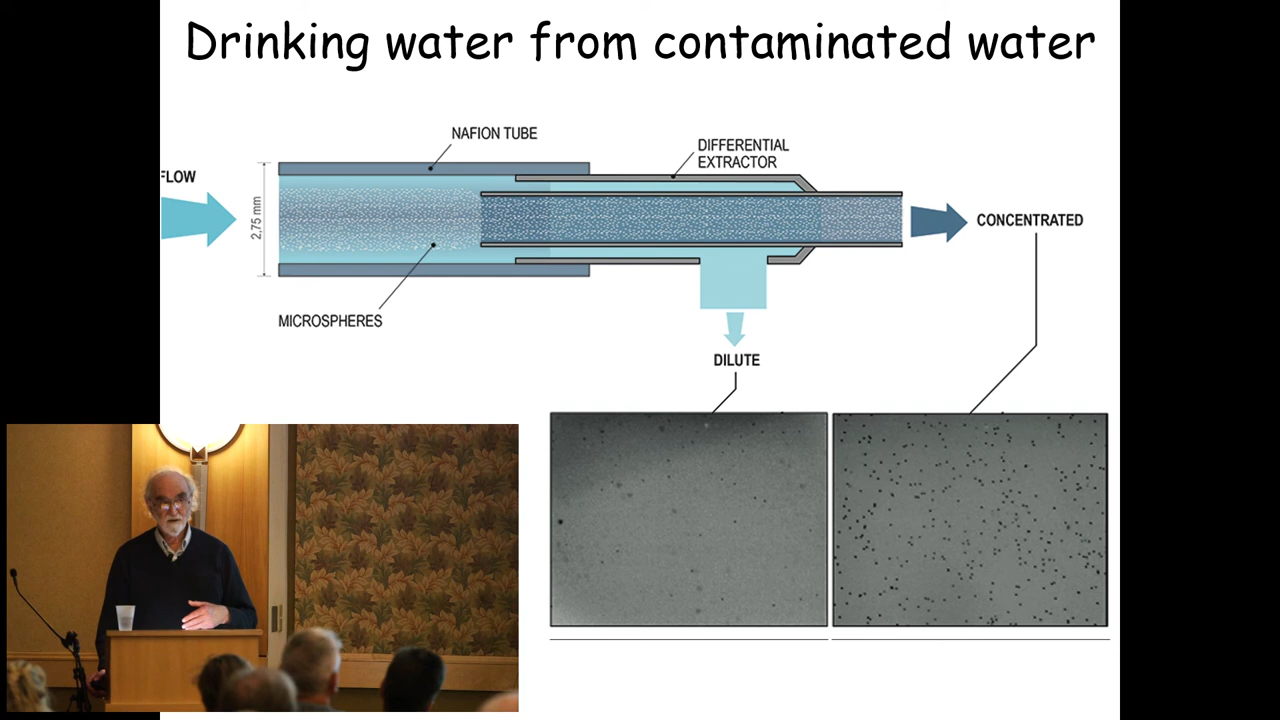 Drinking water from contaminated water
NAFION TUBE
DIFFERENTIAL
EXTRACTOR
FLOW
2,75 mm
CONCENTRATED
MICROSPHERES
DILUTE